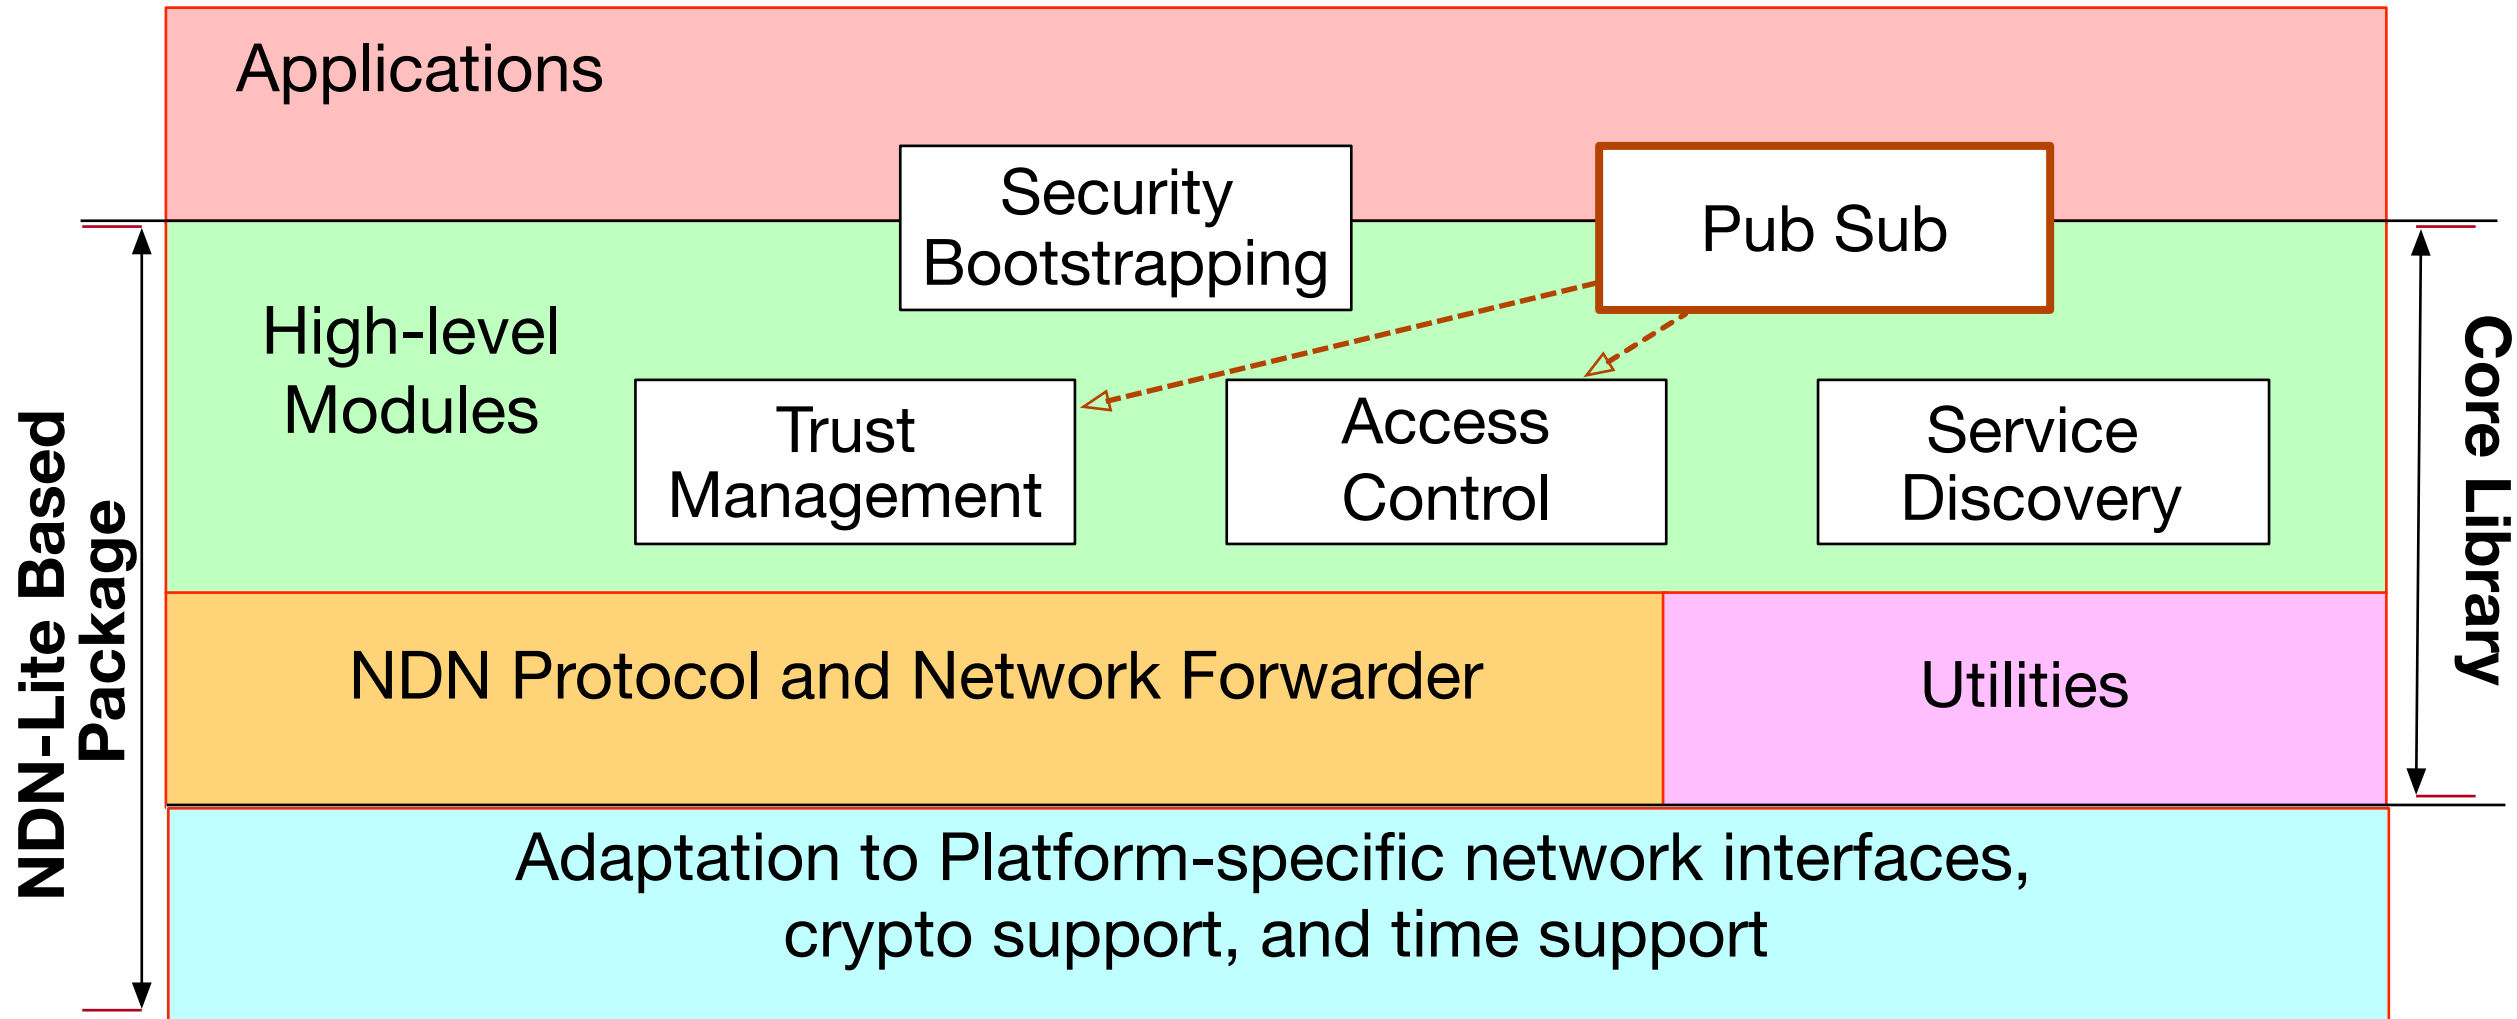 Applications
Security
Bootstrapping
Pub Sub
High-level
Modules
Trust
Management
Access
Control
Service
Discovery
NDN Protocol and Network Forwarder
Utilities
Adaptation to Platform-specific network interfaces,
crypto support, and time support
NDN-Lite Based
Package
Core Library